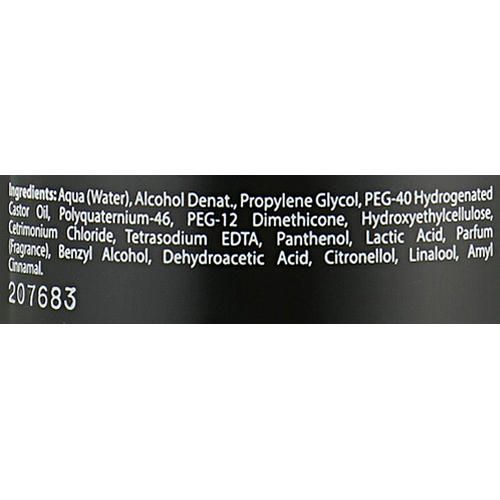 Ingredients: Aqua (Water), Alcohol Denat., Propylene Glycol, PEG-40 Hydrogenated
Castor Oil, Polyquaternium-46, PEG-12 Dimethicone, Hydroxyethylcellulose,
Cetrimonium Chloride, Tetrasodium EDTA, Panthenol, Lactic Acid, Parfum
(Fragrance), Benzyl Alcohol, Dehydroacetic Acid, Citronellol, Linalool, Amyl
Cinnamal.
207683